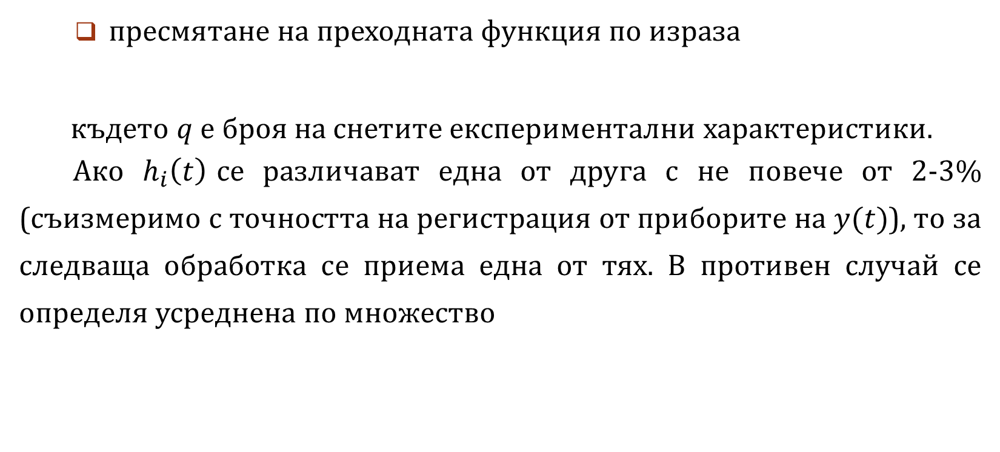 ❑ пресмятане на преходната функция по израза
където q е броя на снетите експериментални характеристики.
Ако hᵢ(t) се различават една от друга с не повече от 2-3%
(съизмеримо с точността на регистрация от приборите на y(t)), то за
следваща обработка се приема една от тях. В противен случай се
определя усреднена по множество